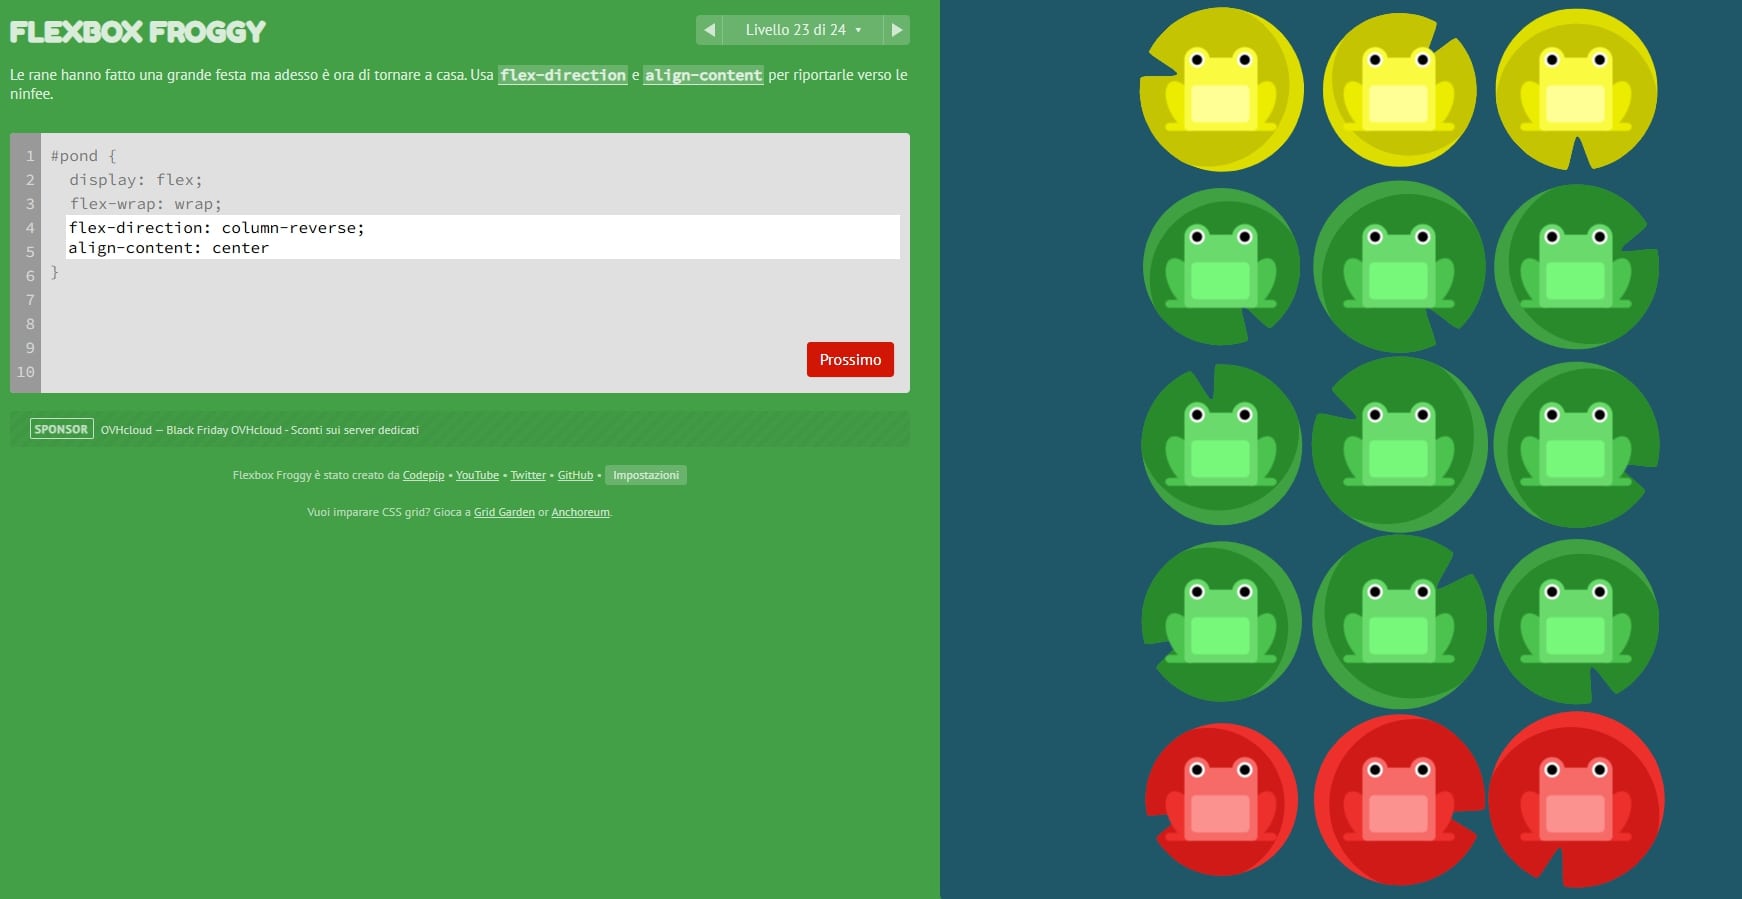 FLEXBOX FROGGY
◀ Livello 23 di 24 ▾ ▶
Le rane hanno fatto una grande festa ma adesso è ora di tornare a casa. Usa flex-direction e align-content per riportarle verso le
ninfee.
1 #pond {
2 display: flex;
3 flex-wrap: wrap;
4 flex-direction: column-reverse;
5 align-content: center
6 }
7
8
9
10
Prossimo
SPONSOR OVHcloud — Black Friday OVHcloud - Sconti sui server dedicati
Flexbox Froggy è stato creato da Codepip • YouTube • Twitter • GitHub • Impostazioni
Vuoi imparare CSS grid? Gioca a Grid Garden or Anchoreum.